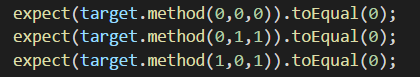 expect(target.method(0,0,0)).toEqual(0);
expect(target.method(0,1,1)).toEqual(0);
expect(target.method(1,0,1)).toEqual(0);